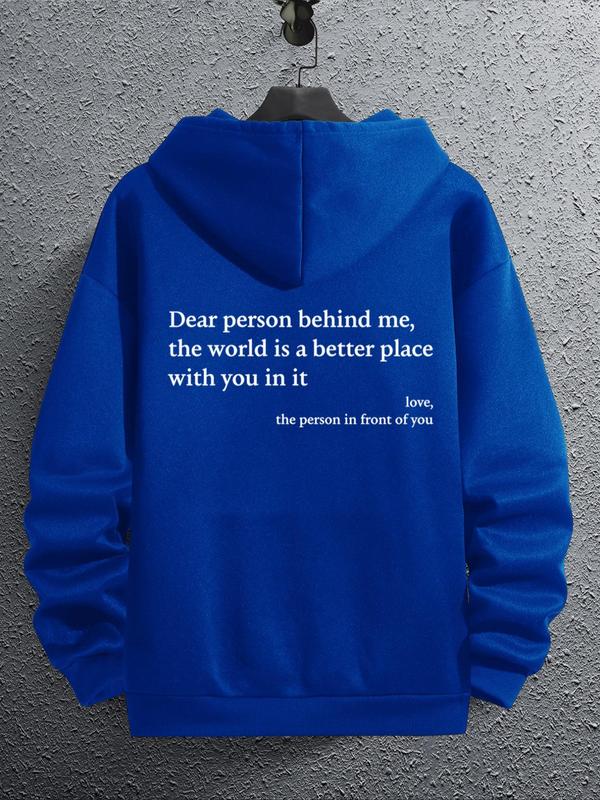 Dear person behind me,
the world is a better place
with you in it
love,
the person in front of you